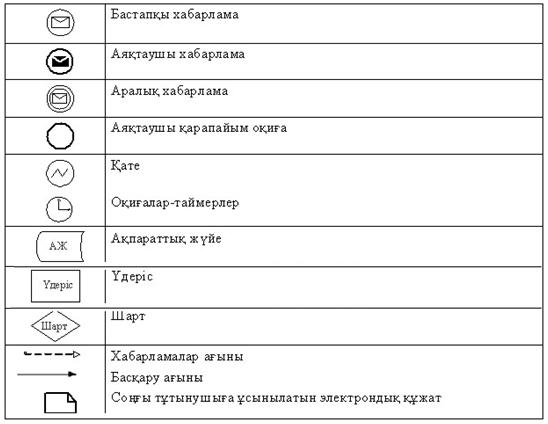 Бастапқы хабарлама
Аяқтаушы хабарлама
Аралық хабарлама
Аяқтаушы қарапайым оқиға
Қате
Оқиғалар-таймерлер
АЖ
Ақпараттық жүйе
Үдеріс
Үдеріс
Шарт
Шарт
Хабарламалар ағыны
Басқару ағыны
Соңғы тұтынушыға ұсынылатын электрондық құжат